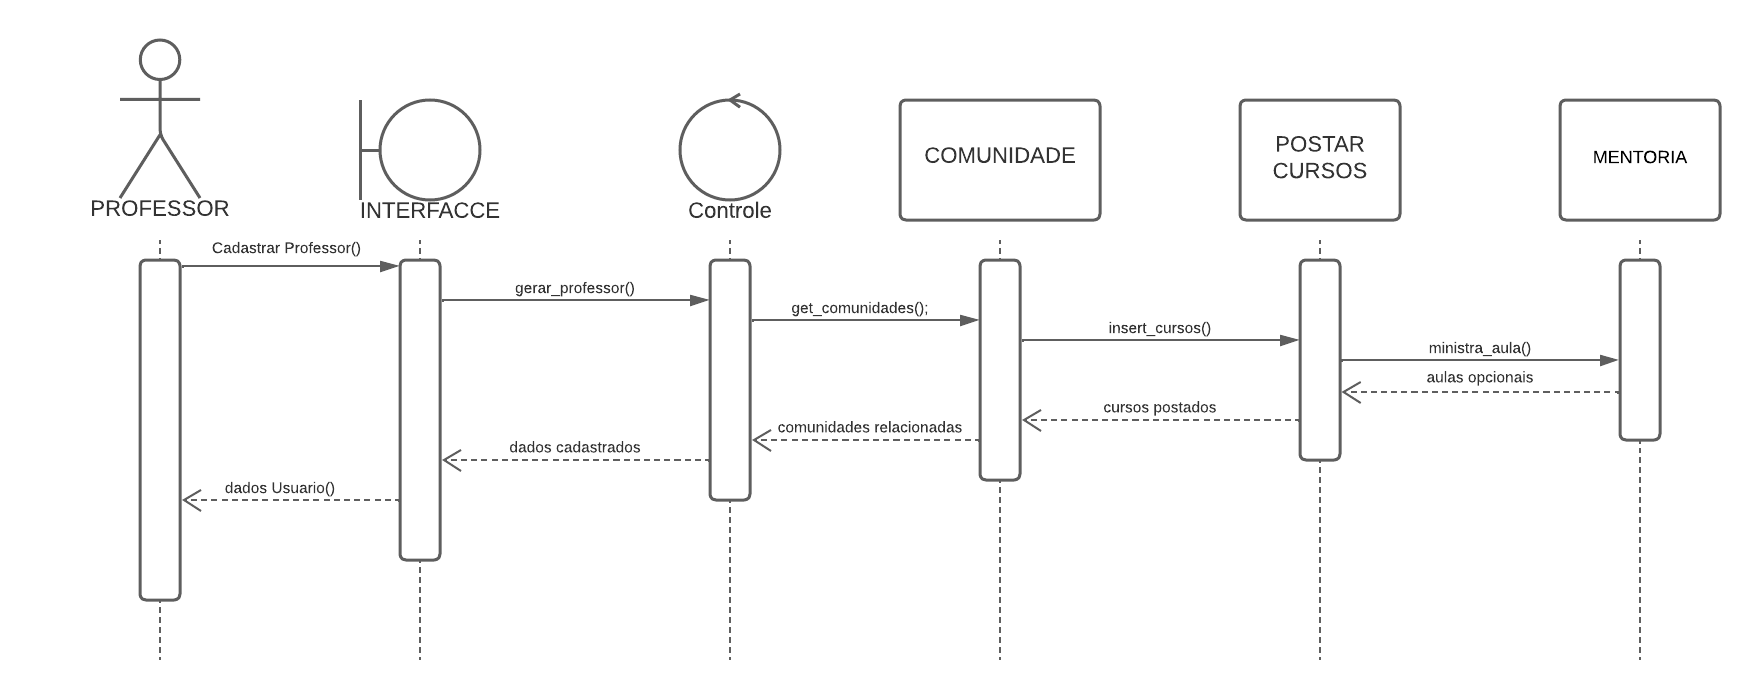 PROFESSOR
INTERFACCE
Controle
COMUNIDADE
POSTAR
CURSOS
MENTORIA
Cadastrar Professor()
gerar_professor()
get_comunidades();
insert_cursos()
ministra_aula()
aulas opcionais
cursos postados
comunidades relacionadas
dados cadastrados
dados Usuario()